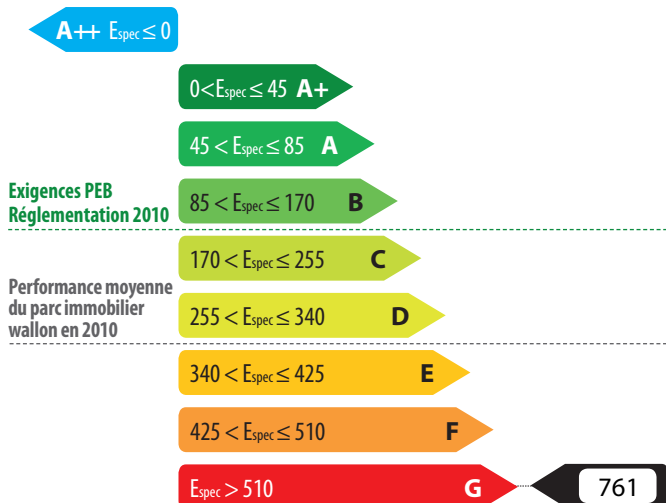 A++ Espec ≤ 0
0 < Espec ≤ 45 A+
45 < Espec ≤ 85 A
Exigences PEB
Réglementation 2010
85 < Espec ≤ 170 B
170 < Espec ≤ 255 C
Performance moyenne
du parc immobilier
wallon en 2010
255 < Espec ≤ 340 D
340 < Espec ≤ 425 E
425 < Espec ≤ 510 F
Espec > 510 G 761